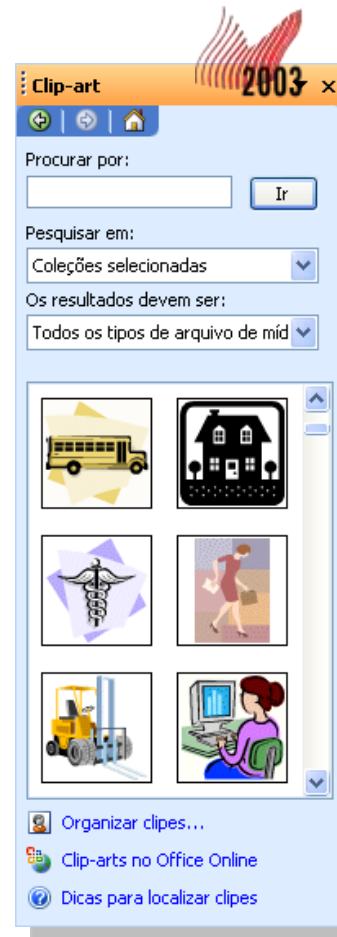 2003
Clip-art
Procurar por:
Ir
Pesquisar em:
Coleções selecionadas
Os resultados devem ser:
Todos os tipos de arquivo de míd
Organizar clipes...
Clip-arts no Office Online
Dicas para localizar clipes